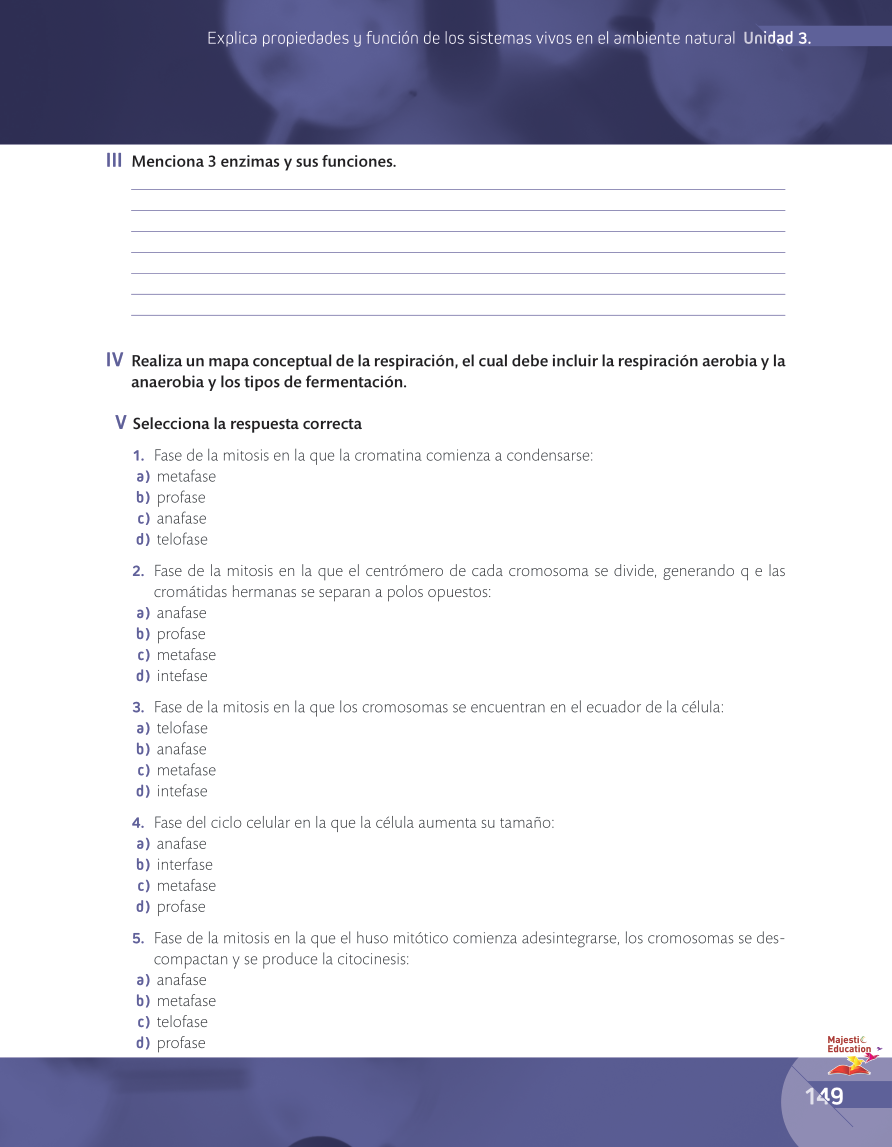 Explica propiedades y función de los sistemas vivos en el ambiente natural Unidad 3.
III Menciona 3 enzimas y sus funciones.
IV Realiza un mapa conceptual de la respiración, el cual debe incluir la respiración aerobia y la
anaerobia y los tipos de fermentación.
V Selecciona la respuesta correcta
1. Fase de la mitosis en la que la cromatina comienza a condensarse:
a) metafase
b) profase
c) anafase
d) telofase
2. Fase de la mitosis en la que el centrómero de cada cromosoma se divide, generando q e las
cromátidas hermanas se separan a polos opuestos:
a) anafase
b) profase
c) metafase
d) intefase
3. Fase de la mitosis en la que los cromosomas se encuentran en el ecuador de la célula:
a) telofase
b) anafase
c) metafase
d) intefase
4. Fase del ciclo celular en la que la célula aumenta su tamaño:
a) anafase
b) interfase
c) metafase
d) profase
5. Fase de la mitosis en la que el huso mitótico comienza adesintegrarse, los cromosomas se des-
compactan y se produce la citocinesis:
a) anafase
b) metafase
c) telofase
d) profase
Majestic
Education
149